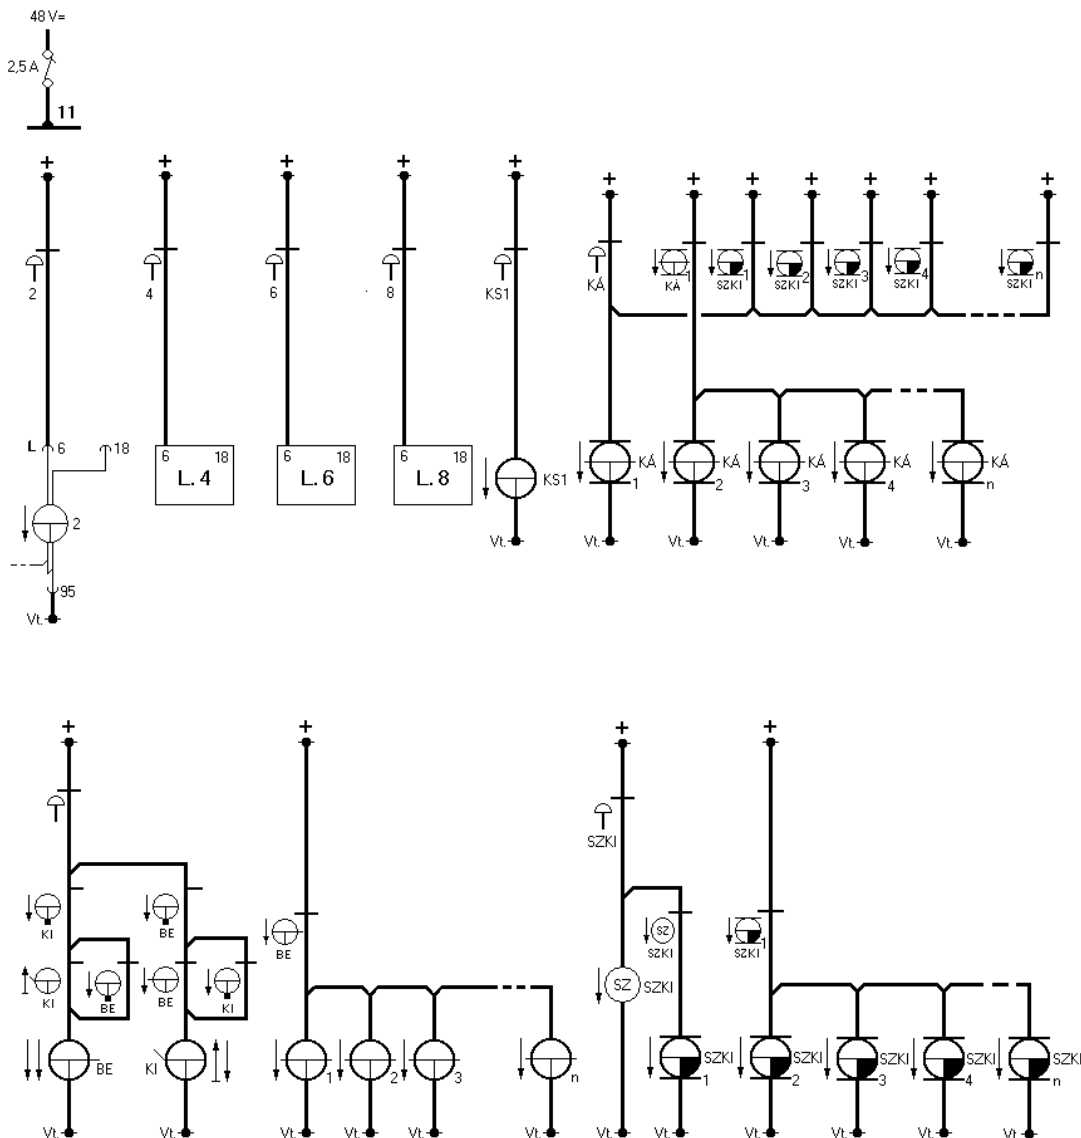 48 V=
2,5 A
11
+ + + + + + + + + + + +
2 4 6 8 KS1 KÁ
1 KÁ
1 SZKI
2 SZKI
3 SZKI
4 SZKI
n SZKI
L 6 18
6 18
L. 4
6 18
L. 6
6 18
L. 8
KS1
KÁ 1
KÁ 2
KÁ 3
KÁ 4
KÁ n
2
95
Vt. Vt. Vt. Vt. Vt. Vt. Vt.
+ + + +
SZKI
KI BE
BE
SZ SZKI
1 SZKI
KI BE BE KI
SZ SZKI
BE KI
1 2 3 n
SZKI 1
SZKI 2
SZKI 3
SZKI 4
SZKI n
Vt. Vt. Vt. Vt. Vt. Vt. Vt. Vt. Vt. Vt. Vt. Vt.